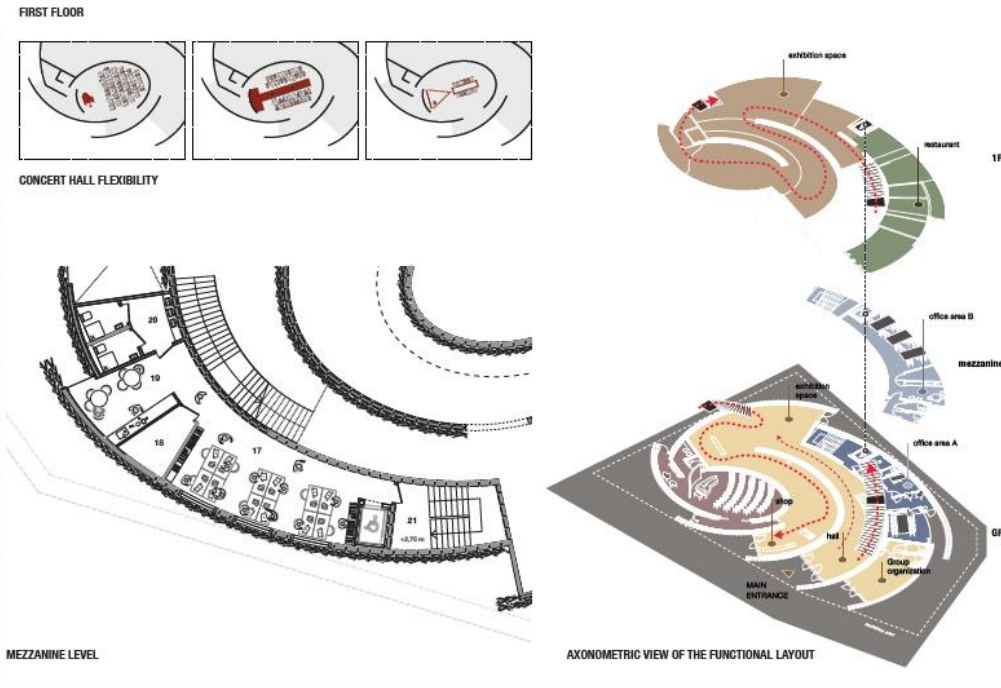 FIRST FLOOR
CONCERT HALL FLEXIBILITY
20
19
18
17
21
+2,75 m
MEZZANINE LEVEL
exhibition space
restaurant
1F
office area B
mezzanine
exhibition
space
office area A
shop
hall
Group
organization
MAIN
ENTRANCE
AXONOMETRIC VIEW OF THE FUNCTIONAL LAYOUT